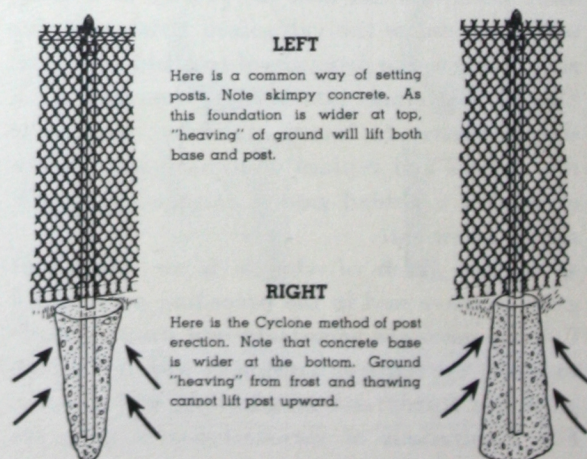 LEFT
Here is a common way of setting
posts. Note skimpy concrete. As
this foundation is wider at top,
"heaving" of ground will lift both
base and post.
RIGHT
Here is the Cyclone method of post
erection. Note that concrete base
is wider at the bottom. Ground
"heaving" from frost and thawing
cannot lift post upward.